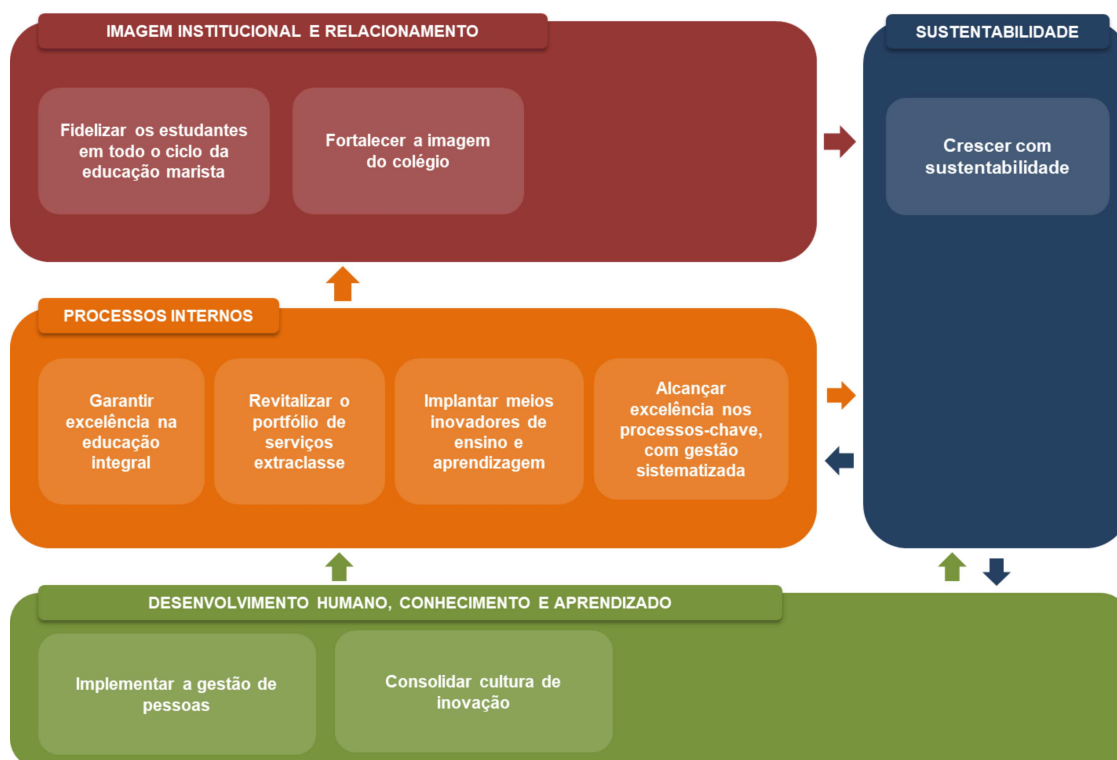 IMAGEM INSTITUCIONAL E RELACIONAMENTO
Fidelizar os estudantes
em todo o ciclo da
educação marista
Fortalecer a imagem
do colégio
SUSTENTABILIDADE
Crescer com
sustentabilidade
PROCESSOS INTERNOS
Garantir
excelência na
educação
integral
Revitalizar o
portfólio de
serviços
extraclasse
Implantar meios
inovadores de
ensino e
aprendizagem
Alcançar
excelência nos
processos-chave,
com gestão
sistematizada
DESENVOLVIMENTO HUMANO, CONHECIMENTO E APRENDIZADO
Implementar a gestão de
pessoas
Consolidar cultura de
inovação